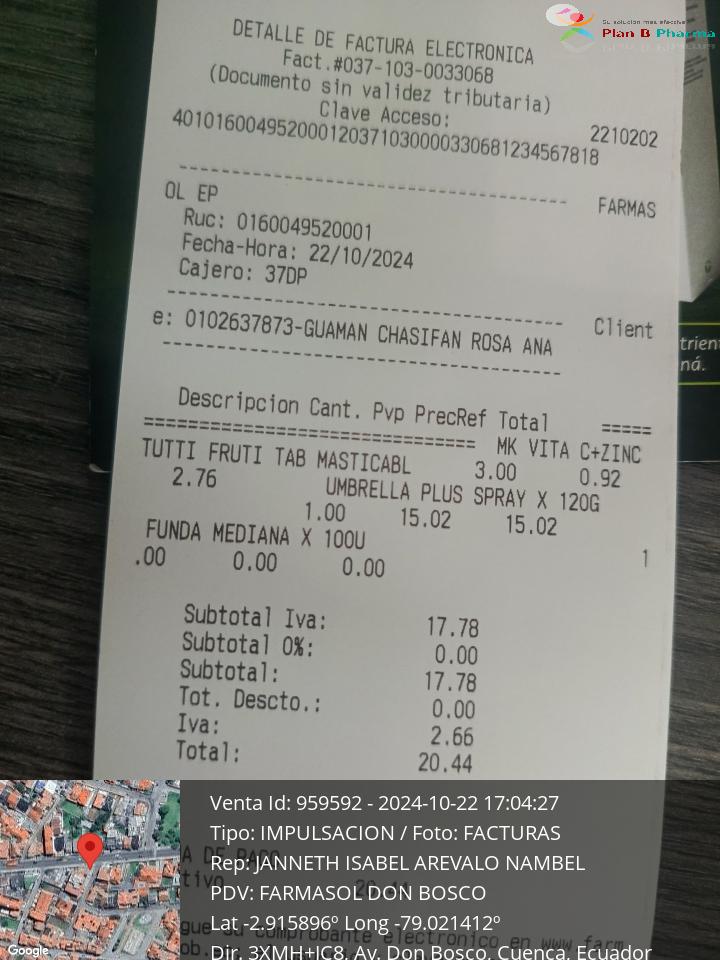 Su solucion mas efectiva
Plan B Pharma
DETALLE DE FACTURA ELECTRONICA
Fact.#037-103-0033068
(Documento sin validez tributaria)
Clave Acceso:
2210202
401016004952000120371030000330681234567818
FARMAS
OL EP
Ruc: 0160049520001
Fecha-Hora: 22/10/2024
Cajero: 37DP
Client
e: 0102637873-GUAMAN CHASIFAN ROSA ANA
Descripcion Cant. Pvp PrecRef Total =====
============================== MK VITA C+ZINC
TUTTI FRUTI TAB MASTICABL 3.00 0.92
2.76 UMBRELLA PLUS SPRAY X 120G
1.00 15.02 15.02
FUNDA MEDIANA X 100U 1
.00 0.00 0.00
Subtotal Iva: 17.78
Subtotal 0%: 0.00
Subtotal: 17.78
Tot. Descto.: 0.00
Iva: 2.66
Total: 20.44
Venta Id: 959592 - 2024-10-22 17:04:27
Tipo: IMPULSACION / Foto: FACTURAS
Rep: JANNETH ISABEL AREVALO NAMBEL
PDV: FARMASOL DON BOSCO
Lat -2.915896º Long -79.021412º
Dir. 3XMH+JC8, Av. Don Bosco, Cuenca, Ecuador
Google